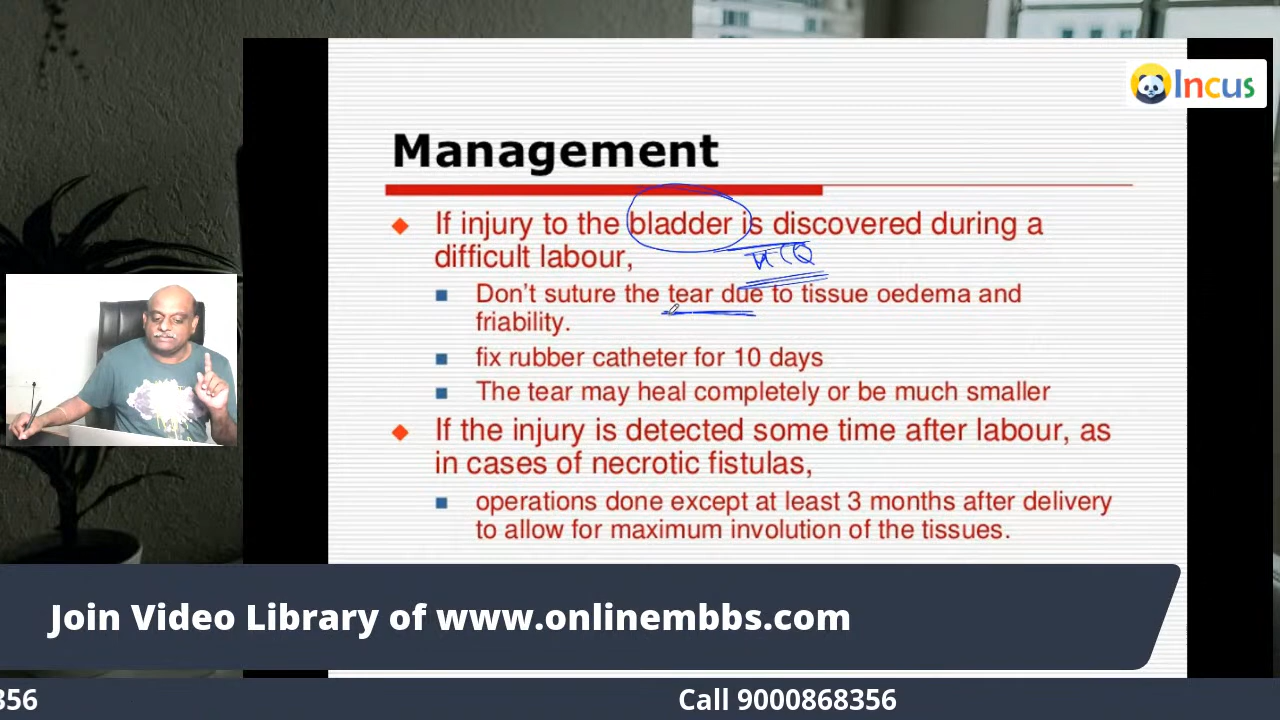 Incus
Management
If injury to the bladder is discovered during a
difficult labour,
Don't suture the tear due to tissue oedema and
friability.
fix rubber catheter for 10 days
The tear may heal completely or be much smaller
If the injury is detected some time after labour, as
in cases of necrotic fistulas,
operations done except at least 3 months after delivery
to allow for maximum involution of the tissues.
Join Video Library of www.onlinembbs.com
356 Call 9000868356